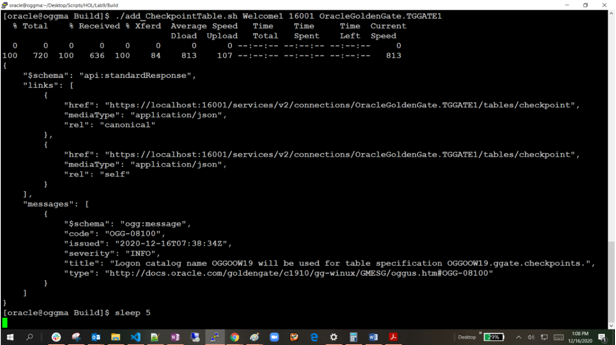 oracle@oggma:~/Desktop/Scripts/HOL/Lab9/Build
[oracle@oggma Build]$ ./add_CheckpointTable.sh Welcome1 16001 OracleGoldenGate.TGGATE1
  % Total    % Received % Xferd  Average Speed   Time    Time     Time  Current
                                 Dload  Upload   Total   Spent    Left  Speed
  0     0    0     0    0     0      0      0 --:--:-- --:--:-- --:--:--     0
100   720  100   636  100    84    813    107 --:--:-- --:--:-- --:--:--   813
{
    "$schema": "api:standardResponse",
    "links": [
        {
            "href": "https://localhost:16001/services/v2/connections/OracleGoldenGate.TGGATE1/tables/checkpoint",
            "mediaType": "application/json",
            "rel": "canonical"
        },
        {
            "href": "https://localhost:16001/services/v2/connections/OracleGoldenGate.TGGATE1/tables/checkpoint",
            "mediaType": "application/json",
            "rel": "self"
        }
    ],
    "messages": [
        {
            "$schema": "ogg:message",
            "code": "OGG-08100",
            "issued": "2020-12-16T07:38:34Z",
            "severity": "INFO",
            "title": "Logon catalog name OGGOOW19 will be used for table specification OGGOOW19.ggate.checkpoints.",
            "type": "http://docs.oracle.com/goldengate/c1910/gg-winux/GMESG/oggus.htm#OGG-08100"
        }
    ]
}
[oracle@oggma Build]$ sleep 5
Desktop
1:08 PM
12/16/2020